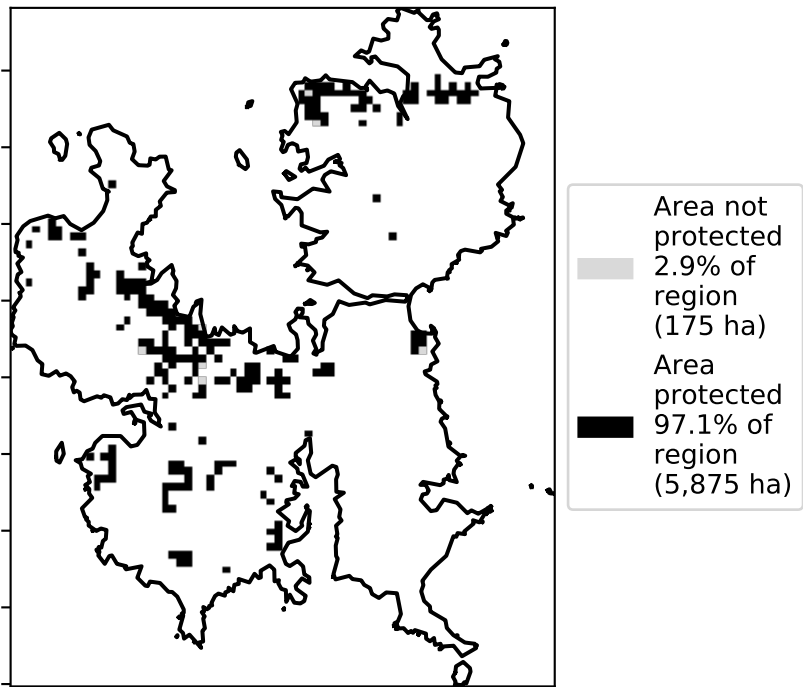 Area not
protected
2.9% of
region
(175 ha)
Area
protected
97.1% of
region
(5,875 ha)